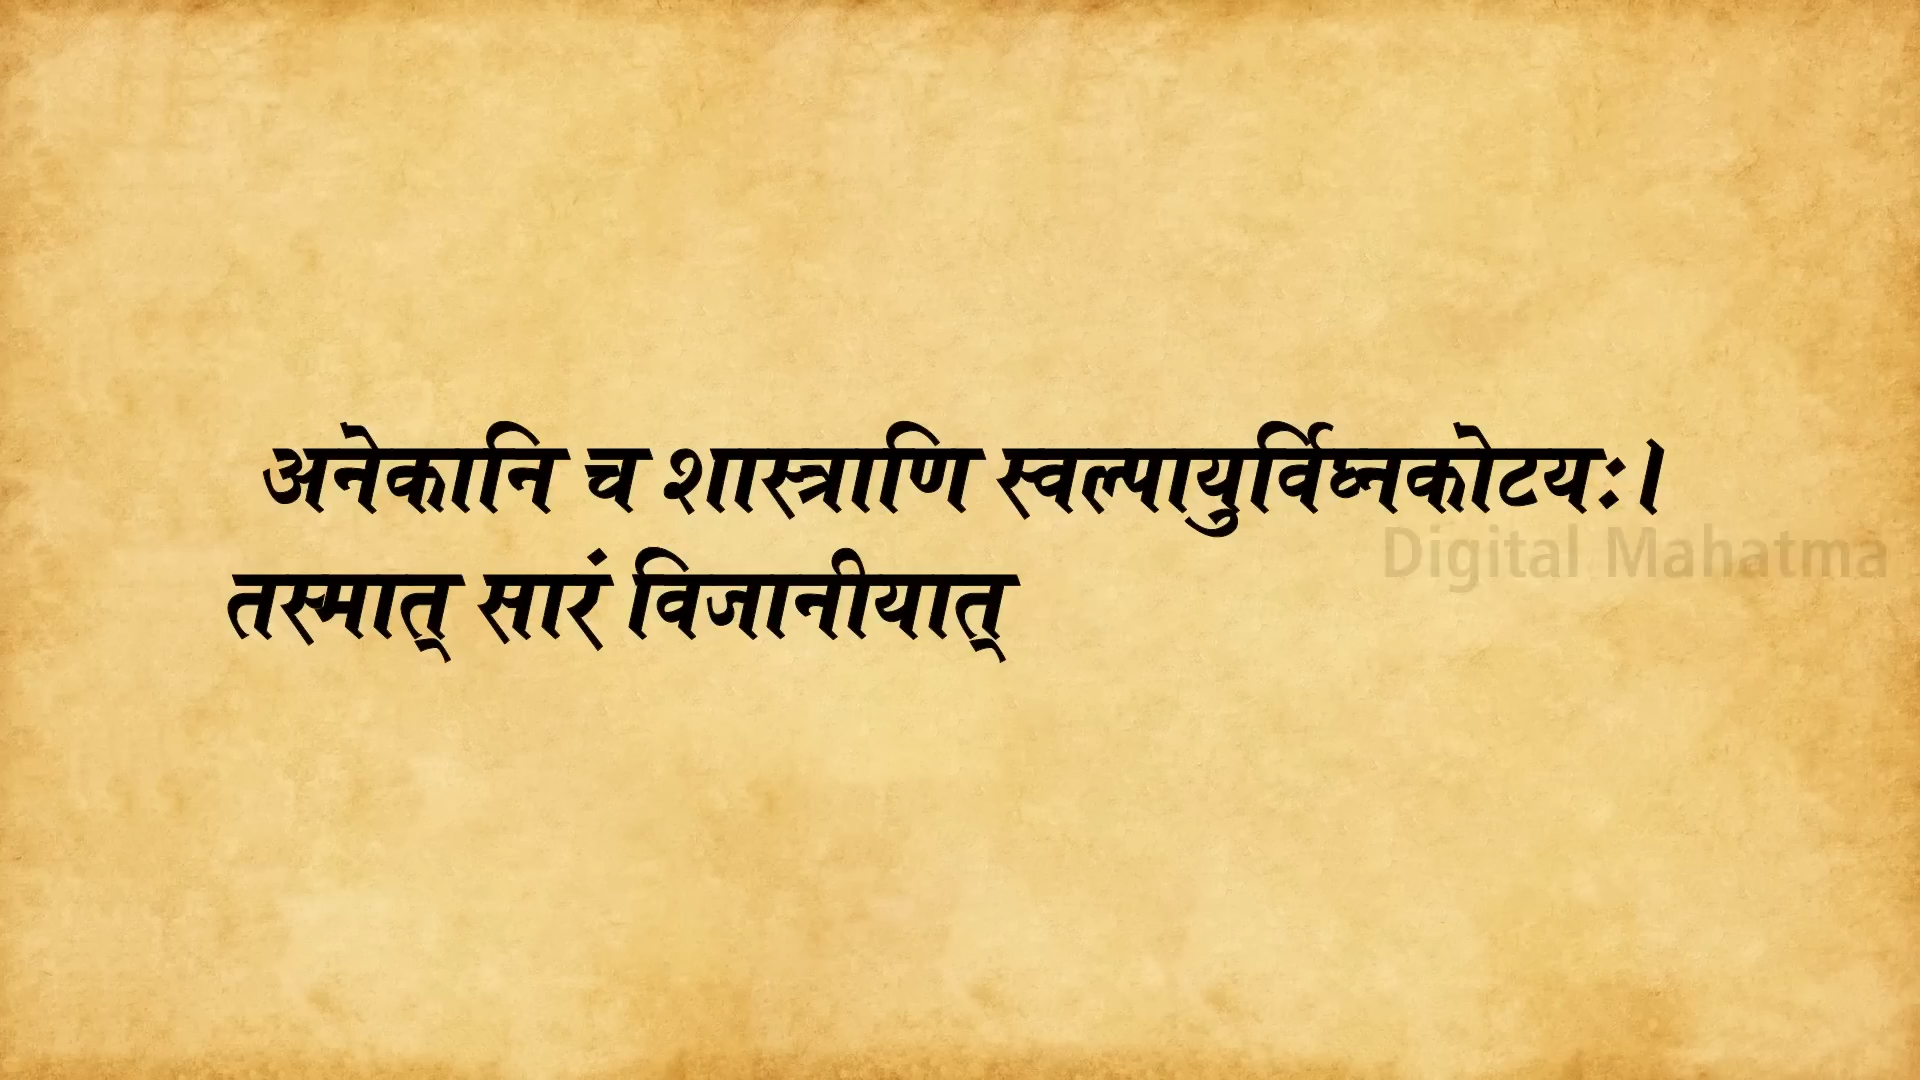 अनेकानि च शास्त्राणि स्वल्पायुर्विघ्नकोटयः।
Digital Mahatma
तस्मात् सारं विजानीयात्